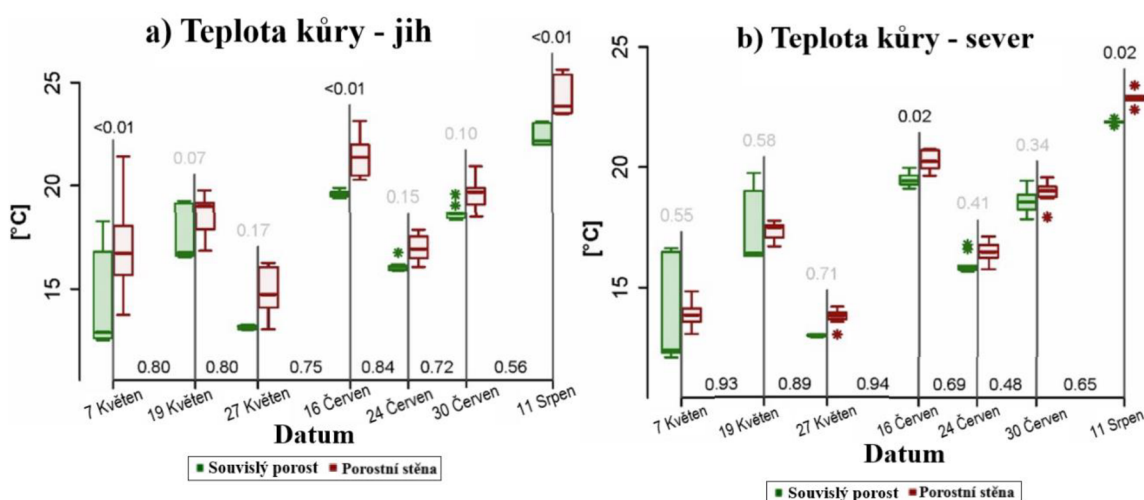 a) Teplota kůry - jih
[°C]
25
20
15
<0.01
0.07
0.17
<0.01
0.15
0.10
<0.01
0.80
0.80
0.75
0.84
0.72
0.56
7 Květen
19 Květen
27 Květen
16 Červen
24 Červen
30 Červen
11 Srpen
Datum
Souvislý porost
Porostní stěna
b) Teplota kůry - sever
[°C]
25
20
15
0.55
0.58
0.71
0.02
0.41
0.34
0.02
0.93
0.89
0.94
0.69
0.48
0.65
7 Květen
19 Květen
27 Květen
16 Červen
24 Červen
30 Červen
11 Srpen
Datum
Souvislý porost
Porostní stěna